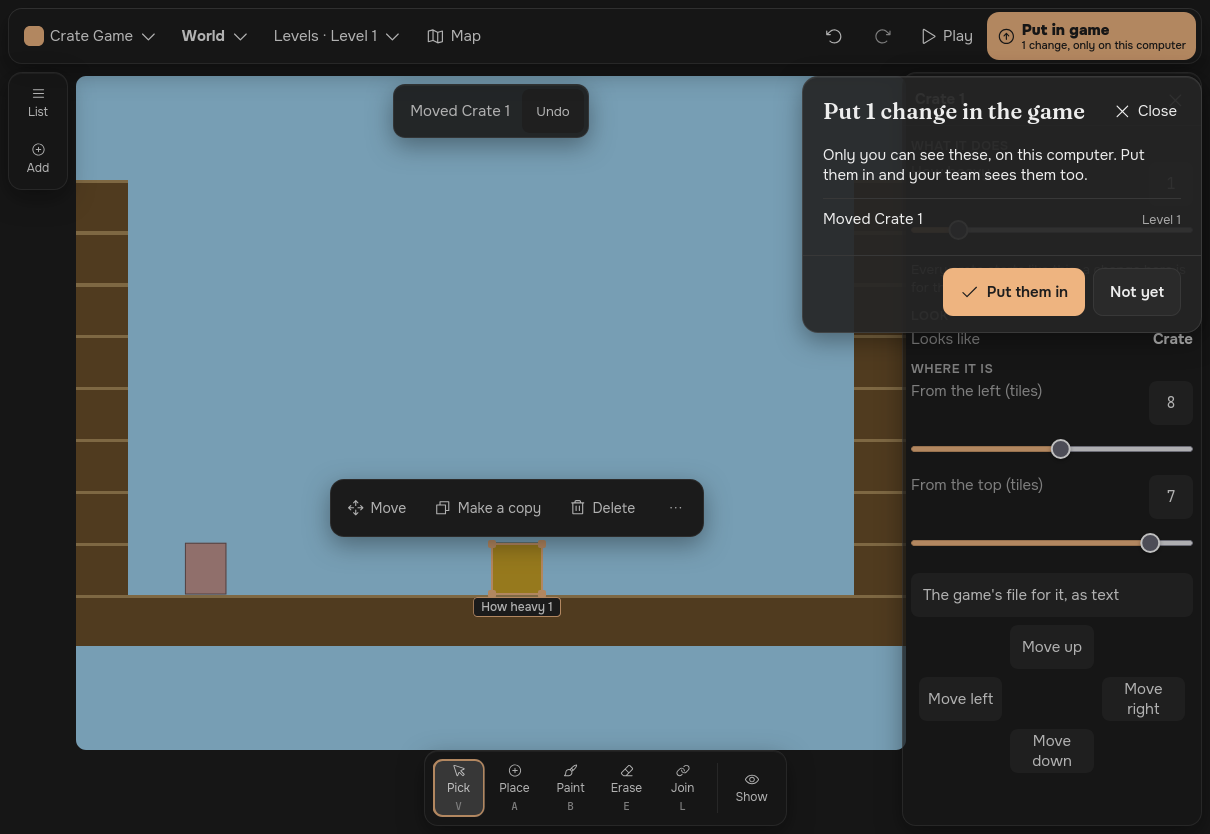 Crate Game
World
Levels · Level 1
Map
Play
Put in game
1 change, only on this computer
List
Add
Moved Crate 1
Undo
Put 1 change in the game
Close
Only you can see these, on this computer. Put
them in and your team sees them too.
Moved Crate 1
Level 1
Put them in
Not yet
Looks like
Crate
WHERE IT IS
From the left (tiles)
8
From the top (tiles)
7
The game's file for it, as text
Move up
Move left
Move
right
Move
down
Move
Make a copy
Delete
...
How heavy 1
Pick
V
Place
A
Paint
B
Erase
E
Join
L
Show